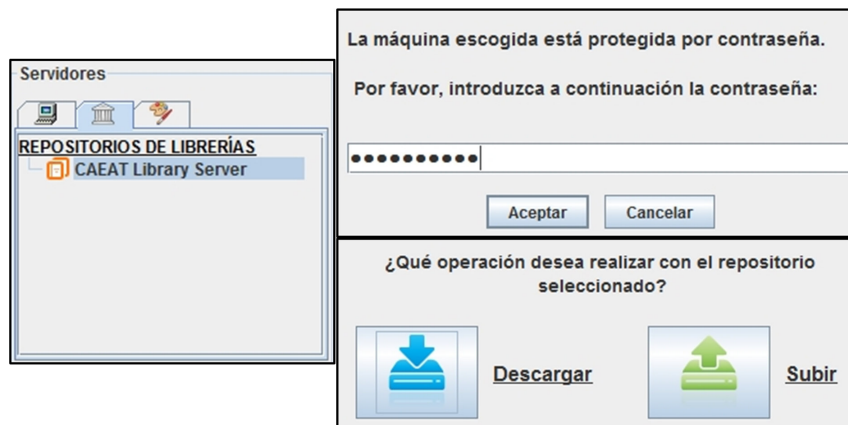 Servidores
REPOSITORIOS DE LIBRERÍAS
CAEAT Library Server
La máquina escogida está protegida por contraseña.
Por favor, introduzca a continuación la contraseña:
Aceptar
Cancelar
¿Qué operación desea realizar con el repositorio
seleccionado?
Descargar
Subir